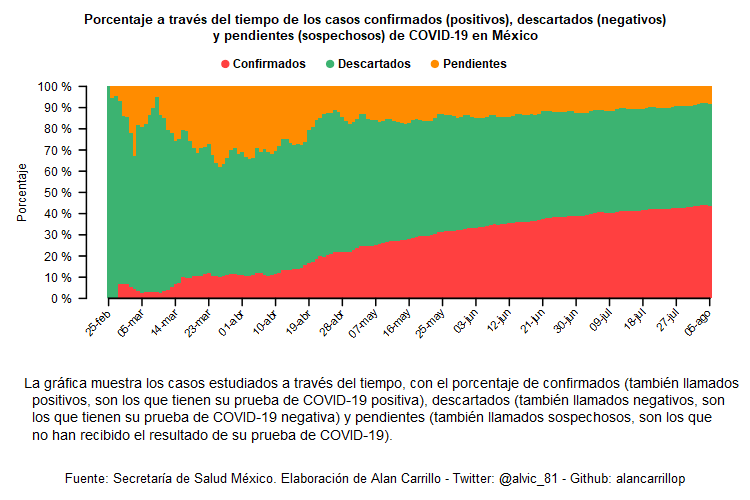 Porcentaje a través del tiempo de los casos confirmados (positivos), descartados (negativos)
y pendientes (sospechosos) de COVID-19 en México
Confirmados Descartados Pendientes
100 %
90 %
80 %
70 %
60 %
50 %
40 %
30 %
20 %
10 %
0 %
Porcentaje
25-feb 05-mar 14-mar 23-mar 01-abr 10-abr 19-abr 28-abr 07-may 16-may 25-may 03-jun 12-jun 21-jun 30-jun 09-jul 18-jul 27-jul 05-ago
La gráfica muestra los casos estudiados a través del tiempo, con el porcentaje de confirmados (también llamados
positivos, son los que tienen su prueba de COVID-19 positiva), descartados (también llamados negativos, son
los que tienen su prueba de COVID-19 negativa) y pendientes (también llamados sospechosos, son los que
no han recibido el resultado de su prueba de COVID-19).
Fuente: Secretaría de Salud México. Elaboración de Alan Carrillo - Twitter: @alvic_81 - Github: alancarrillop